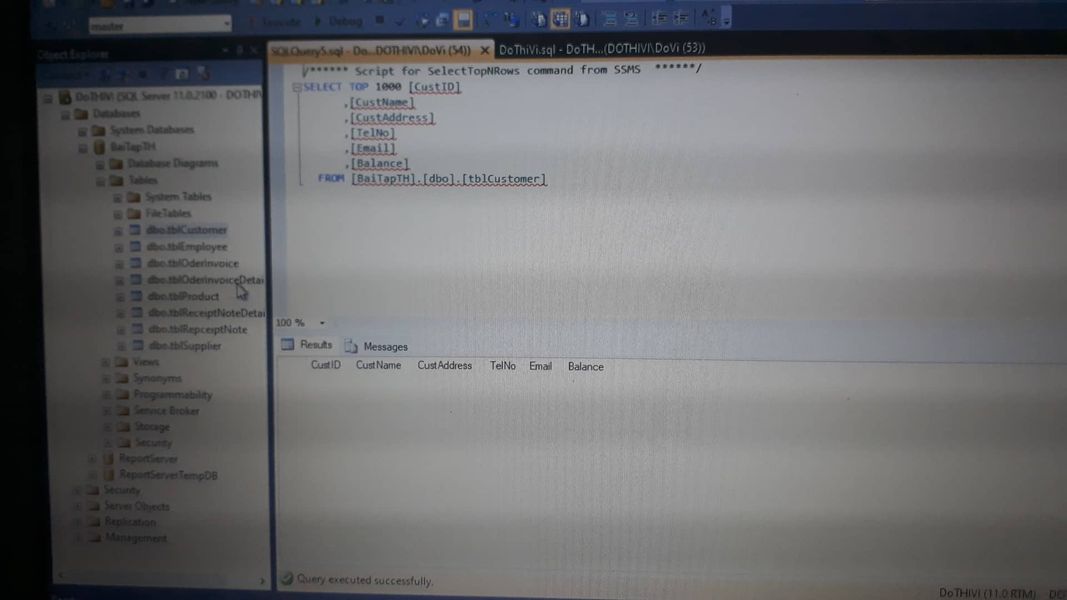 master
Execute
Debug
Object Explorer
SQLQuery5.sql - Do...DOTHIVI\DoVi (54))
DoThiVi.sql - DoTH...(DOTHIVI\DoVi (53))
/****** Script for SelectTopNRows command from SSMS ******/
SELECT TOP 1000 [CustID]
,[CustName]
,[CustAddress]
,[TelNo]
,[Email]
,[Balance]
FROM [BaiTapTH].[dbo].[tblCustomer]
DoTHIVI (SQL Server 11.0.2100 - DOTHIVI
Databases
System Databases
BaiTapTH
Database Diagrams
Tables
System Tables
FileTables
dbo.tblCustomer
dbo.tblEmployee
dbo.tblOderInvoice
dbo.tblOderInvoiceDetai
dbo.tblProduct
dbo.tblReceiptNoteDetai
dbo.tblRepceiptNote
dbo.tblSupplier
Views
Synonyms
Programmability
Service Broker
Storage
Security
ReportServer
ReportServerTempDB
Security
Server Objects
Replication
Management
100 %
Results
Messages
CustID CustName CustAddress TelNo Email Balance
Query executed successfully.
DoTHIVI (11.0 RTM)